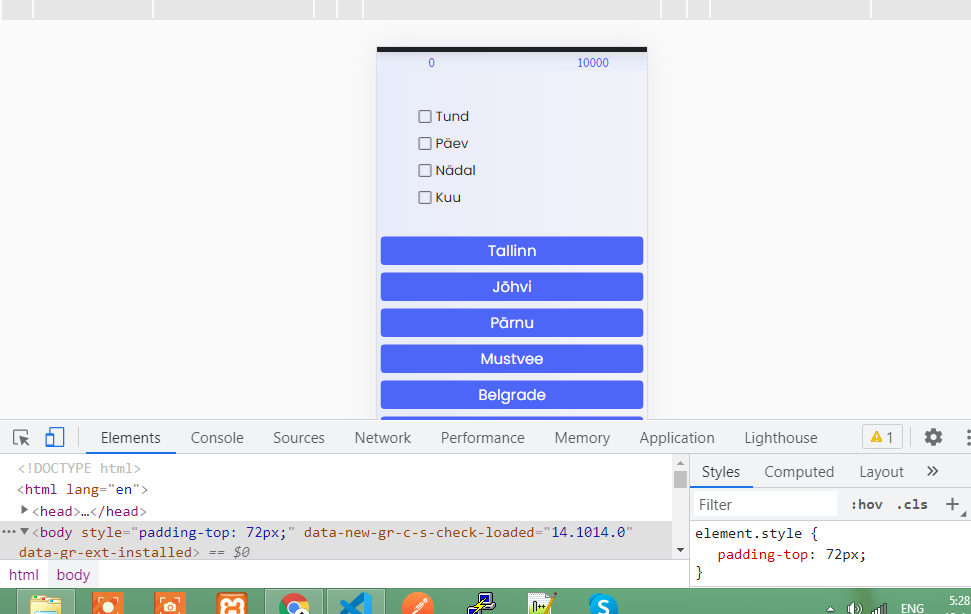 0 10000
Tund
Päev
Nädal
Kuu
Tallinn
Jõhvi
Pärnu
Mustvee
Belgrade
Elements Console Sources Network Performance Memory Application Lighthouse 1
<!DOCTYPE html>
<html lang="en">
<head>…</head>
<body style="padding-top: 72px;" data-new-gr-c-s-check-loaded="14.1014.0"
data-gr-ext-installed> == $0
html body
Styles Computed Layout »
Filter :hov .cls +
element.style {
padding-top: 72px;
}
ENG 5:28